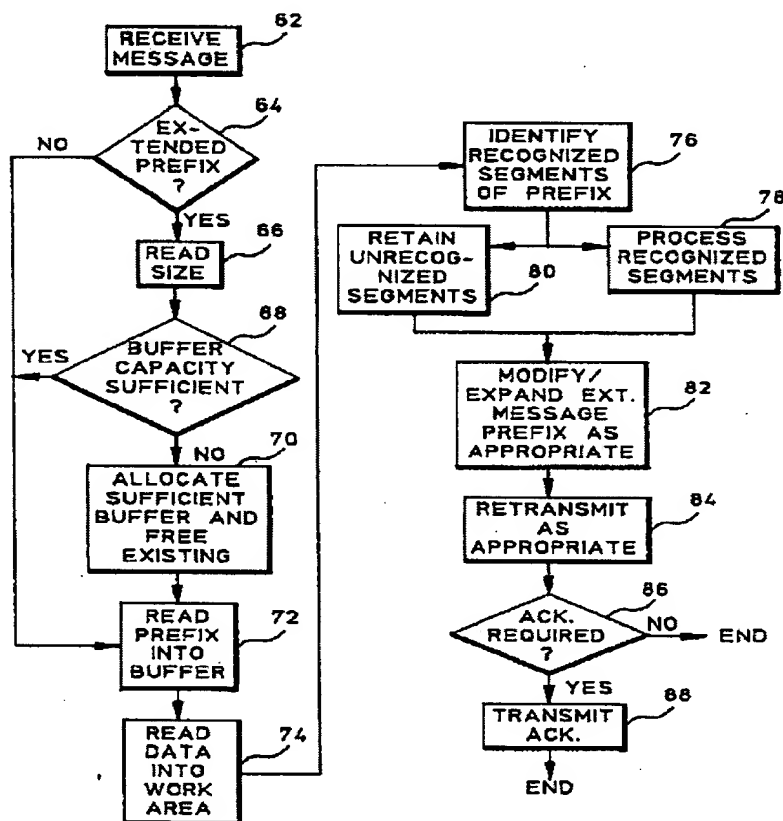 RECEIVE
MESSAGE
62
EX-
TENDED
PREFIX
?
64
NO
YES
READ
SIZE
66
BUFFER
CAPACITY
SUFFICIENT
?
68
YES
NO
70
ALLOCATE
SUFFICIENT
BUFFER AND
FREE
EXISTING
READ
PREFIX
INTO
BUFFER
72
READ
DATA
INTO
WORK
AREA
74
IDENTIFY
RECOGNIZED
SEGMENTS
OF PREFIX
76
78
RETAIN
UNRECOG-
NIZED
SEGMENTS
80
PROCESS
RECOGNIZED
SEGMENTS
MODIFY/
EXPAND EXT.
MESSAGE
PREFIX AS
APPROPRIATE
82
RETRANSMIT
AS
APPROPRIATE
84
ACK.
REQUIRED
?
86
NO
END
YES
TRANSMIT
ACK.
88
END